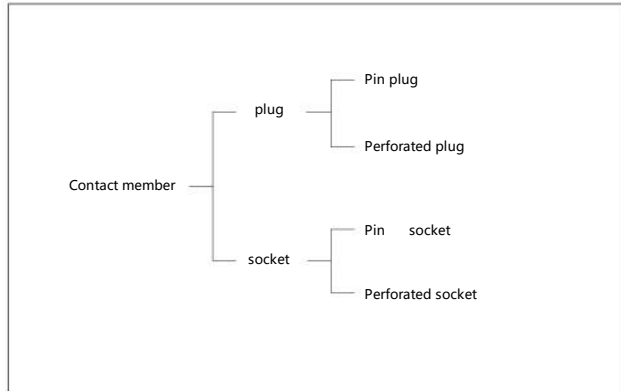 Pin plug
plug
Perforated plug
Contact member
Pin socket
socket
Perforated socket